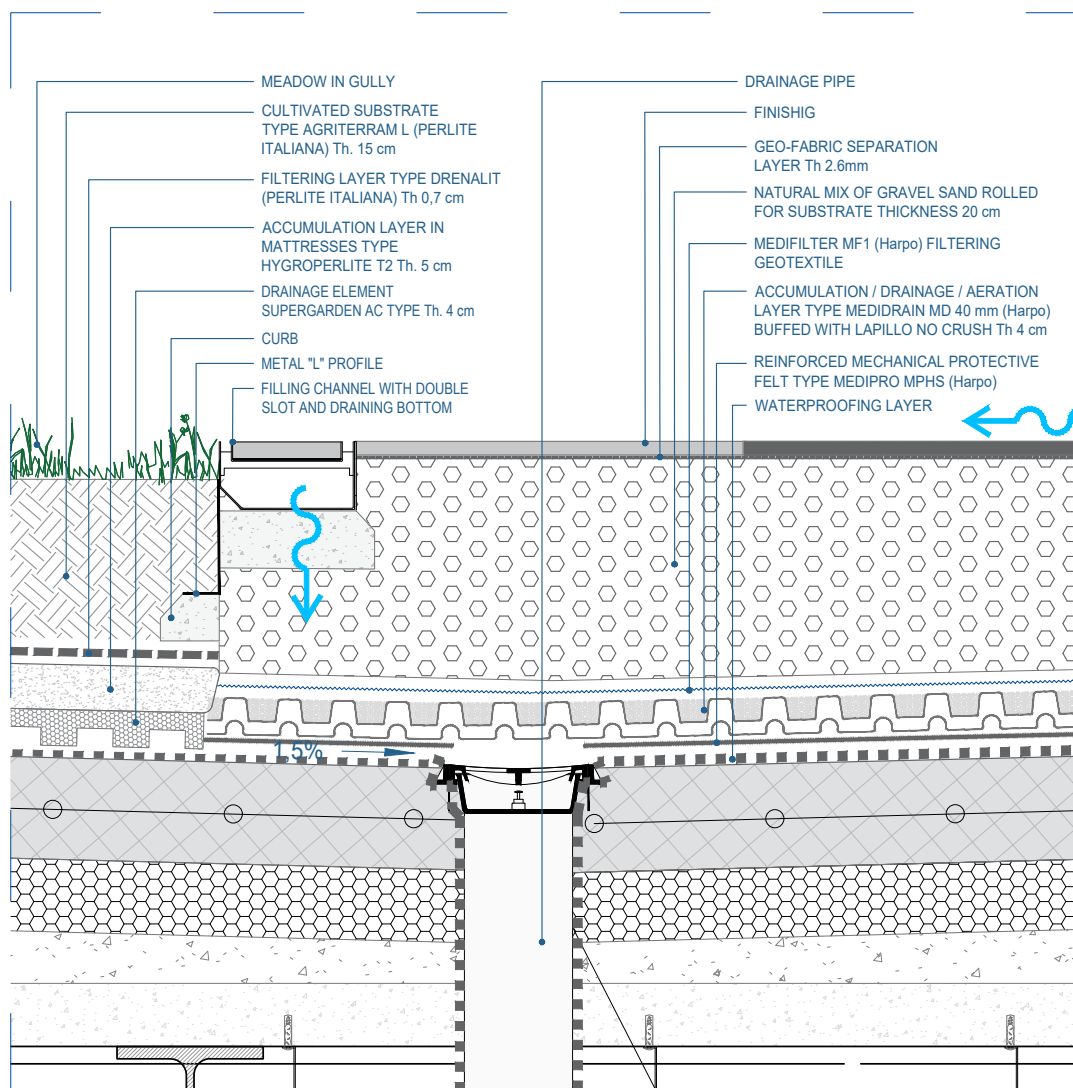 MEADOW IN GULLY
CULTIVATED SUBSTRATE
TYPE AGRITERRAM L (PERLITE
ITALIANA) Th. 15 cm
FILTERING LAYER TYPE DRENALIT
(PERLITE ITALIANA) Th 0,7 cm
ACCUMULATION LAYER IN
MATTRESSES TYPE
HYGROPERLITE T2 Th. 5 cm
DRAINAGE ELEMENT
SUPERGARDEN AC TYPE Th. 4 cm
CURB
METAL "L" PROFILE
FILLING CHANNEL WITH DOUBLE
SLOT AND DRAINING BOTTOM
DRAINAGE PIPE
FINISHIG
GEO-FABRIC SEPARATION
LAYER Th 2.6mm
NATURAL MIX OF GRAVEL SAND ROLLED
FOR SUBSTRATE THICKNESS 20 cm
MEDIFILTER MF1 (Harpo) FILTERING
GEOTEXTILE
ACCUMULATION / DRAINAGE / AERATION
LAYER TYPE MEDIDRAIN MD 40 mm (Harpo)
BUFFED WITH LAPILLO NO CRUSH Th 4 cm
REINFORCED MECHANICAL PROTECTIVE
FELT TYPE MEDIPRO MPHS (Harpo)
WATERPROOFING LAYER
1,5%